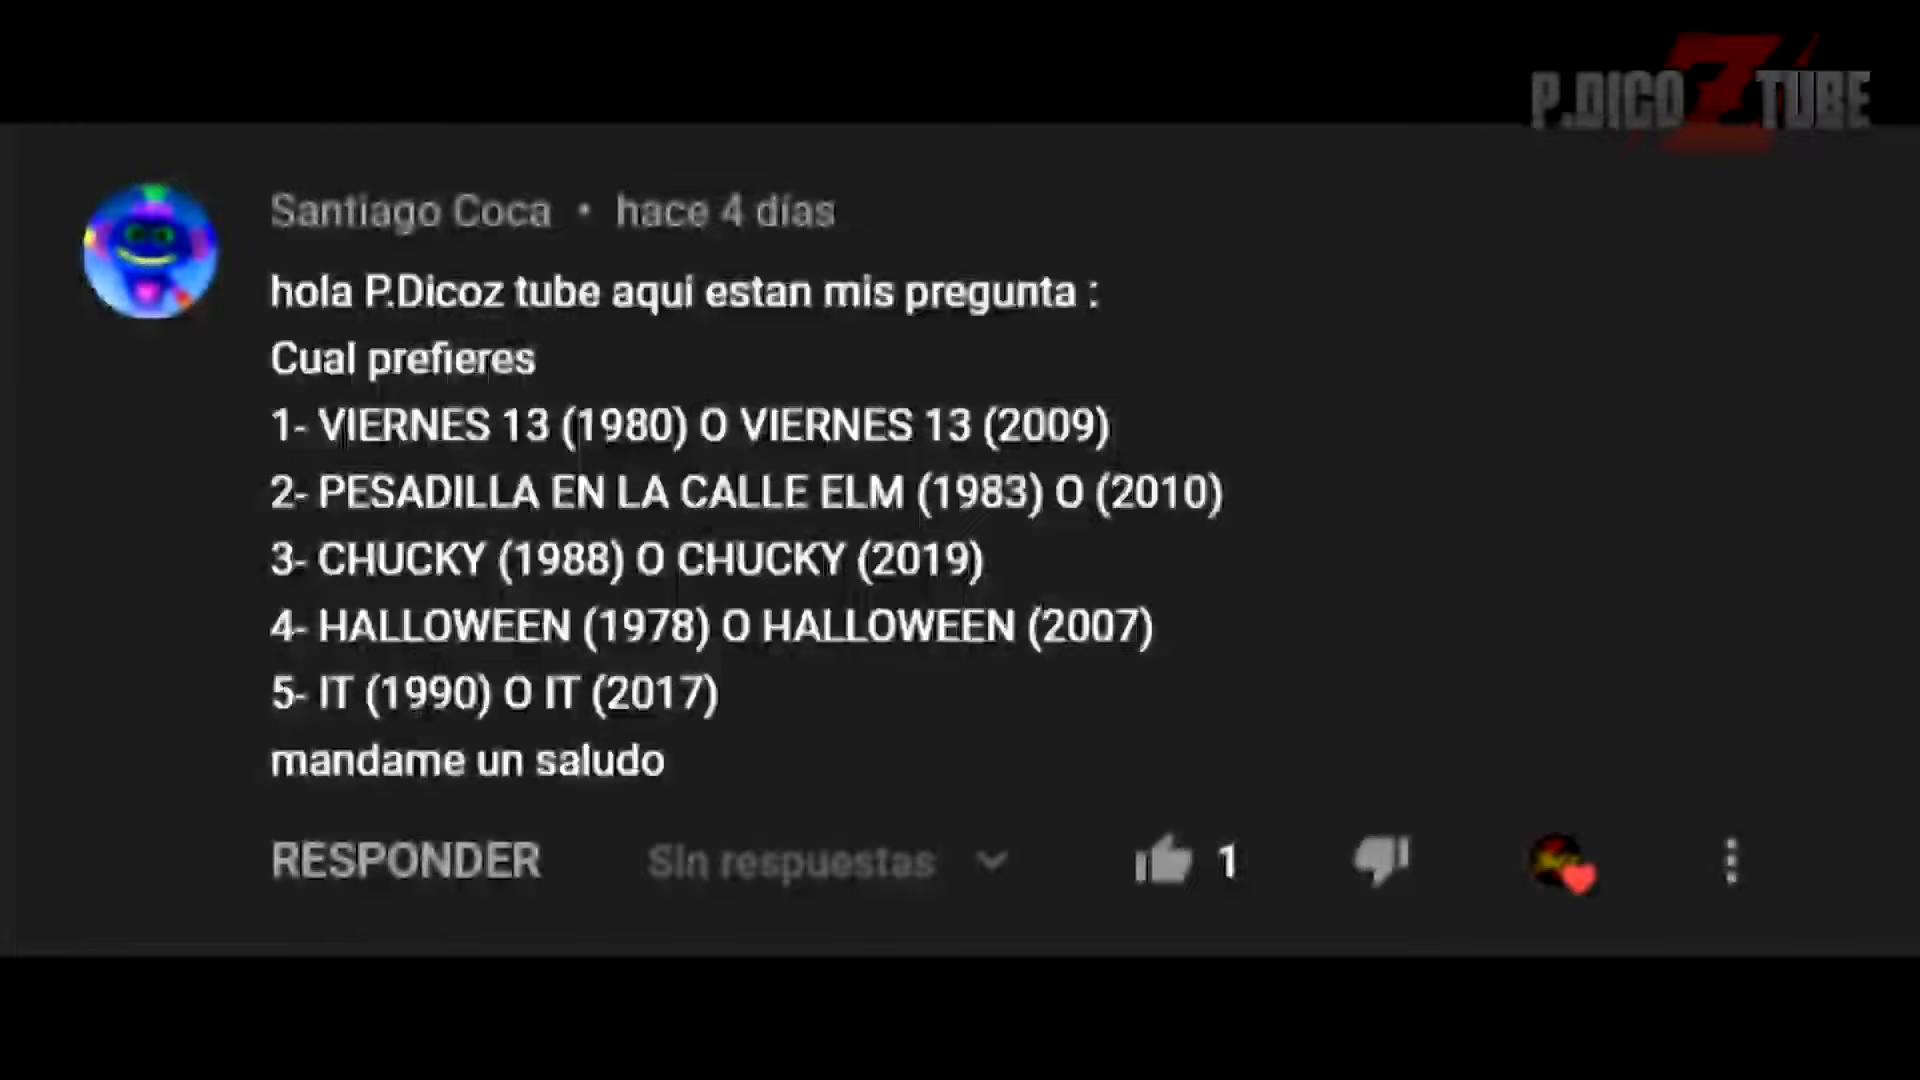 P.DICOZTUBE
Santiago Coca • hace 4 días
hola P.Dicoz tube aqui estan mis pregunta :
Cual prefieres
1- VIERNES 13 (1980) O VIERNES 13 (2009)
2- PESADILLA EN LA CALLE ELM (1983) O (2010)
3- CHUCKY (1988) O CHUCKY (2019)
4- HALLOWEEN (1978) O HALLOWEEN (2007)
5- IT (1990) O IT (2017)
mandame un saludo
RESPONDER Sin respuestas 1